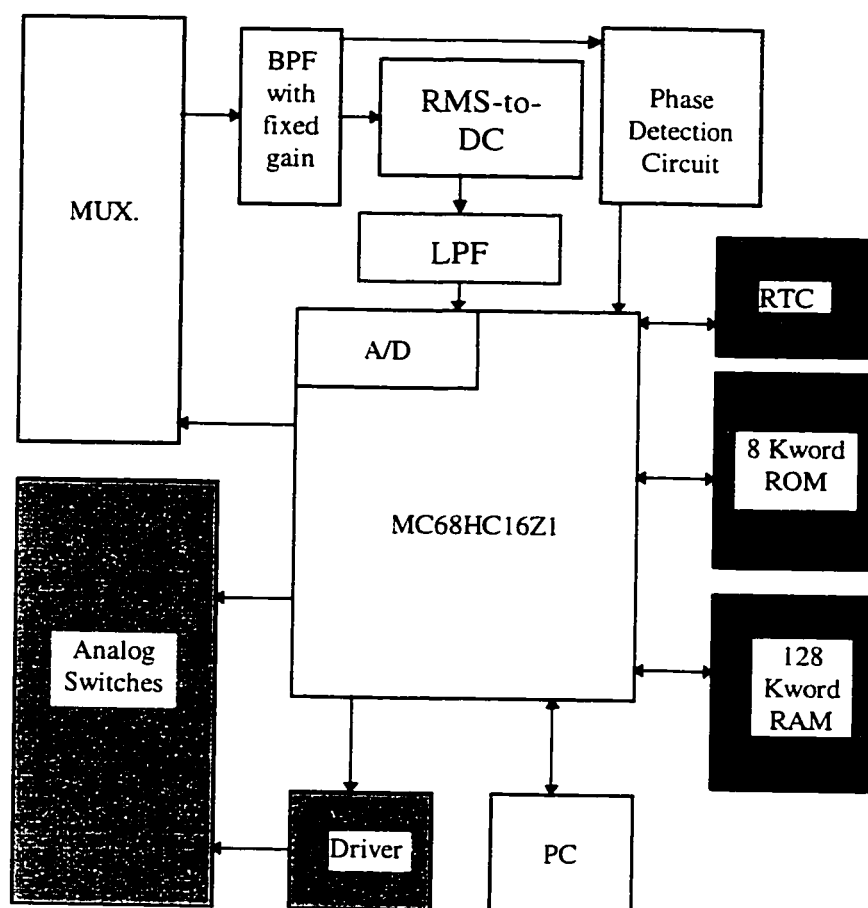 BPF
with
fixed
gain
RMS-to-
DC
Phase
Detection
Circuit
MUX.
LPF
RTC
A/D
8 Kword
ROM
MC68HC16Z1
Analog
Switches
128
Kword
RAM
Driver
PC